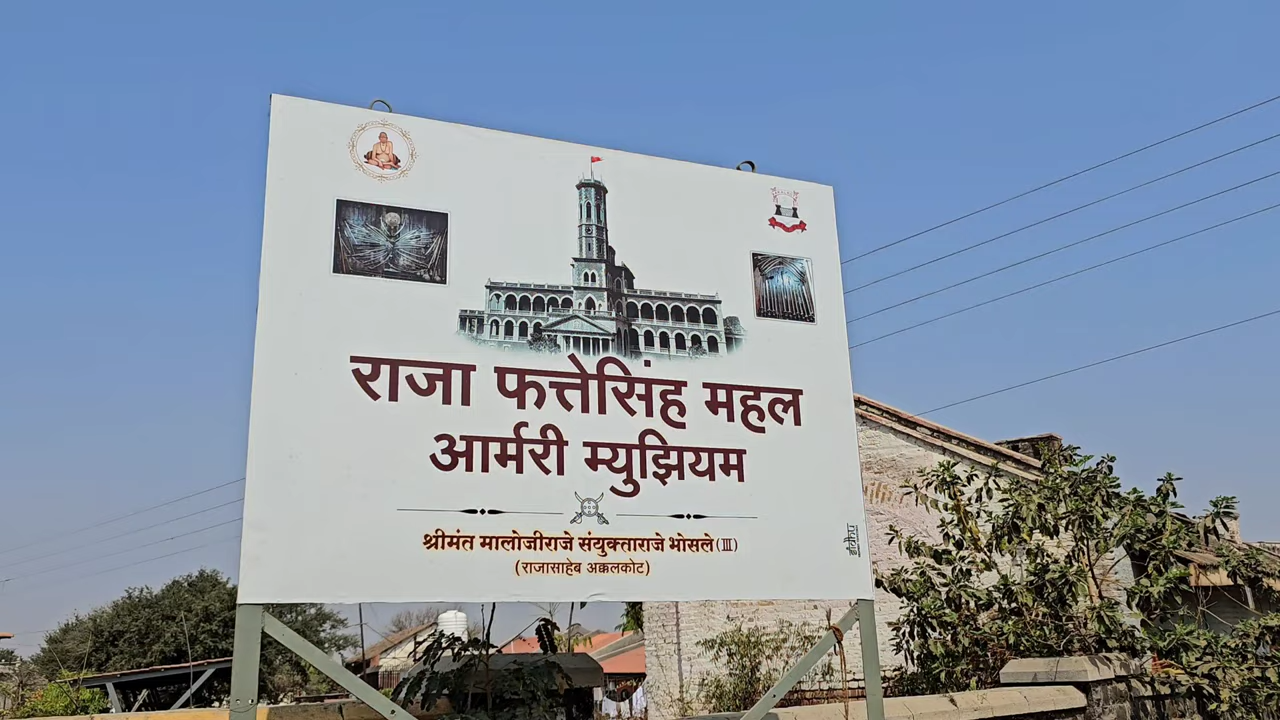 राजा फत्तेसिंह महल
आर्मरी म्युझियम
श्रीमंत मालोजीराजे संयुक्ताराजे भोसले (III)
(राजासाहेब अक्कलकोट)